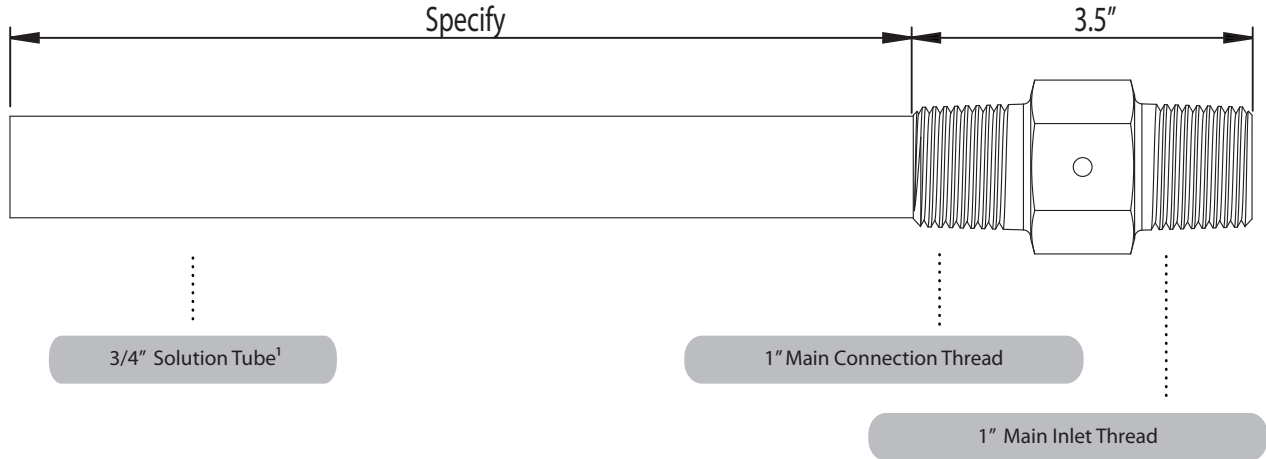 Specify
3.5"
3/4" Solution Tube¹
1" Main Connection Thread
1" Main Inlet Thread